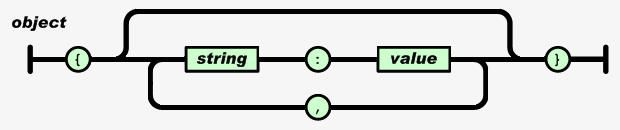 object
{ string : value }
,